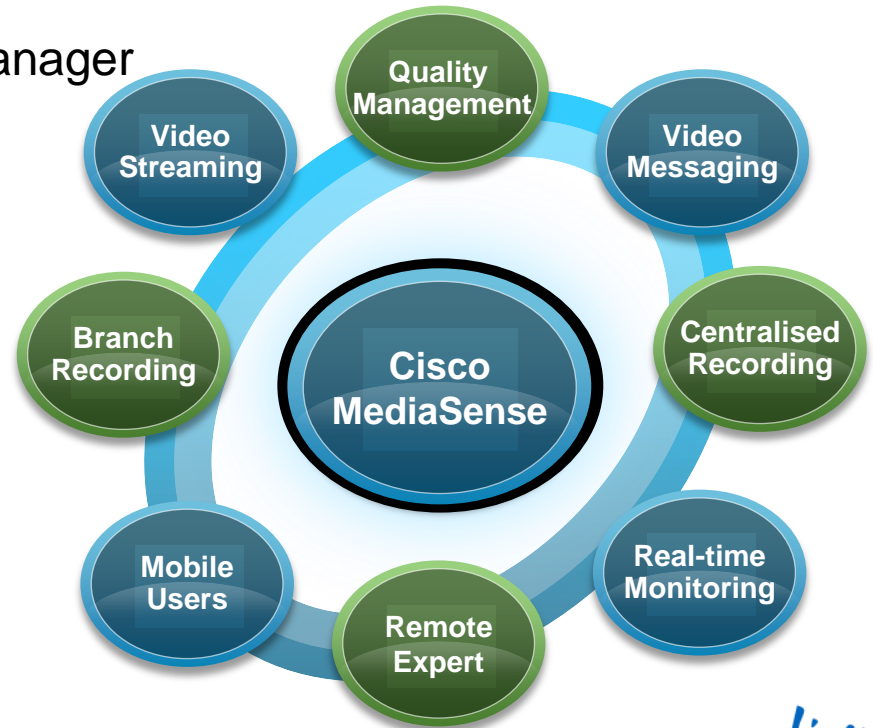 Quality
Management
Video
Streaming
Video
Messaging
Branch
Recording
Cisco
MediaSense
Centralised
Recording
Mobile
Users
Real-time
Monitoring
Remote
Expert